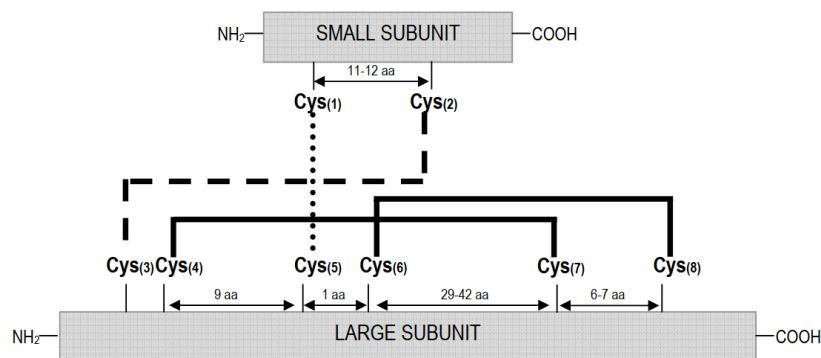 NH₂ SMALL SUBUNIT COOH
11-12 aa
Cys(1) Cys(2)
Cys(3) Cys(4) Cys(5) Cys(6) Cys(7) Cys(8)
9 aa 1 aa 29-42 aa 6-7 aa
NH₂ LARGE SUBUNIT COOH